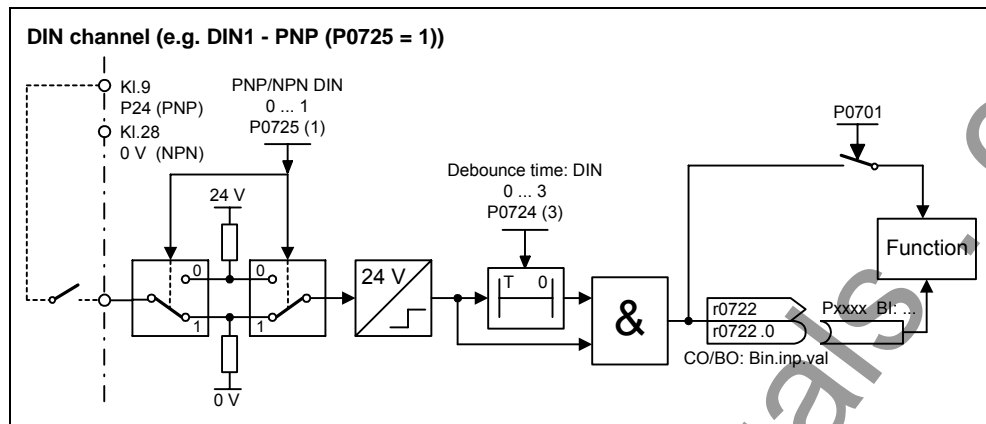 DIN channel (e.g. DIN1 - PNP (P0725 = 1))
Kl.9
P24 (PNP)
Kl.28
0 V (NPN)
PNP/NPN DIN
0 ... 1
P0725 (1)
24 V
0
0
1
1
0 V
24 V
Debounce time: DIN
0 ... 3
P0724 (3)
T 0
&
P0701
Function
r0722
r0722 .0
Pxxxx BI: ...
CO/BO: Bin.inp.val